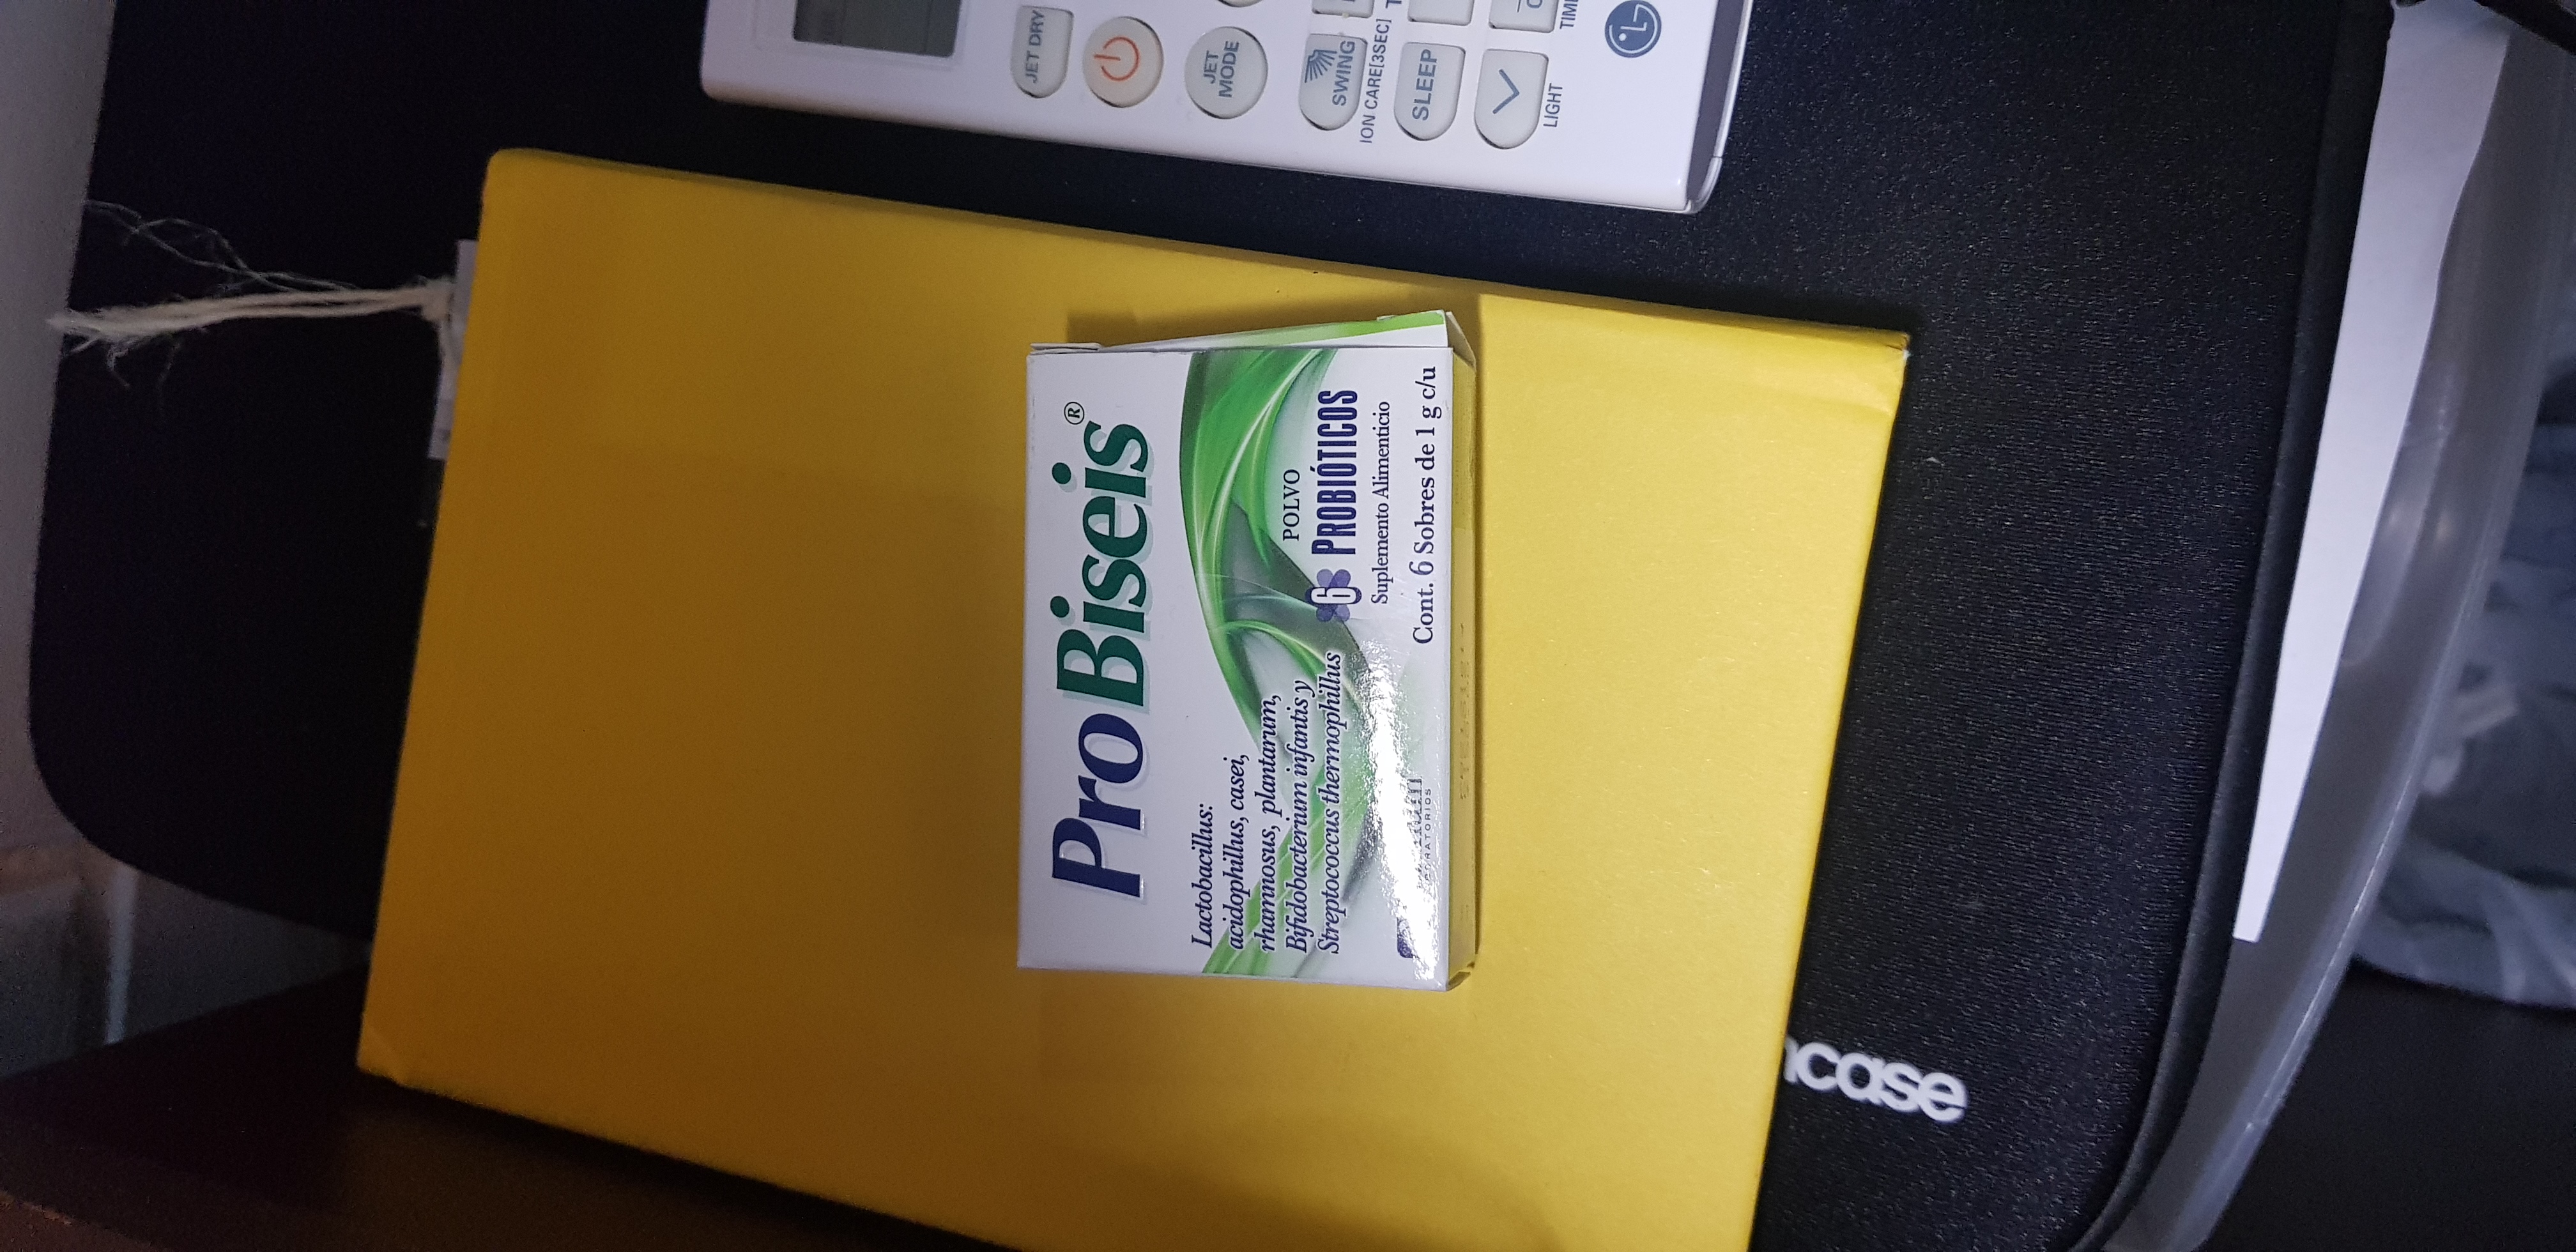 ProBiseis®
Lactobacillus:
acidophillus, casei,
rhamnosus, plantarum,
Bifidobacterium infantis y
Streptococcus thermophillus
POLVO
6 PROBIÓTICOS
Suplemento Alimenticio
Cont. 6 Sobres de 1 g c/u
JET DRY
JET
MODE
SWING
ION CARE[3SEC]
SLEEP
LIGHT
LG